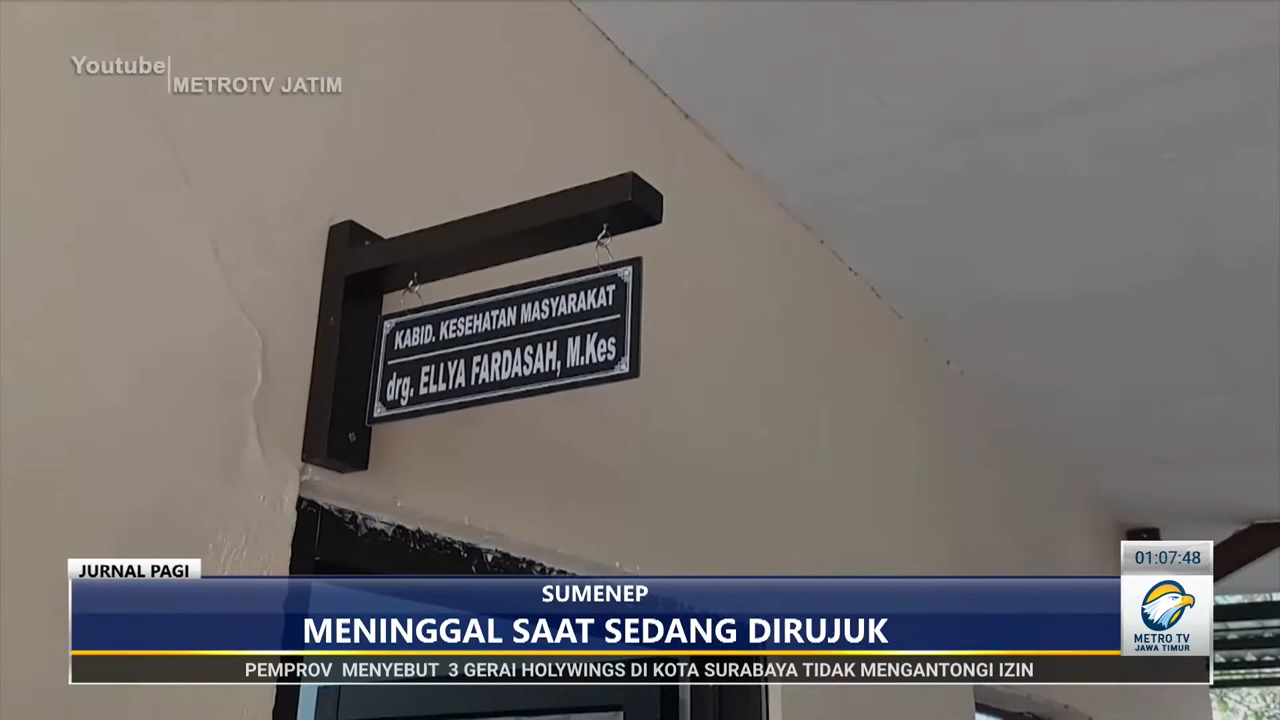 Youtube
METROTV JATIM
KABID. KESEHATAN MASYARAKAT
drg. ELLYA FARDASAH, M.Kes
JURNAL PAGI
SUMENEP
MENINGGAL SAAT SEDANG DIRUJUK
PEMPROV MENYEBUT 3 GERAI HOLYWINGS DI KOTA SURABAYA TIDAK MENGANTONGI IZIN
01:07:48
METRO TV
JAWA TIMUR